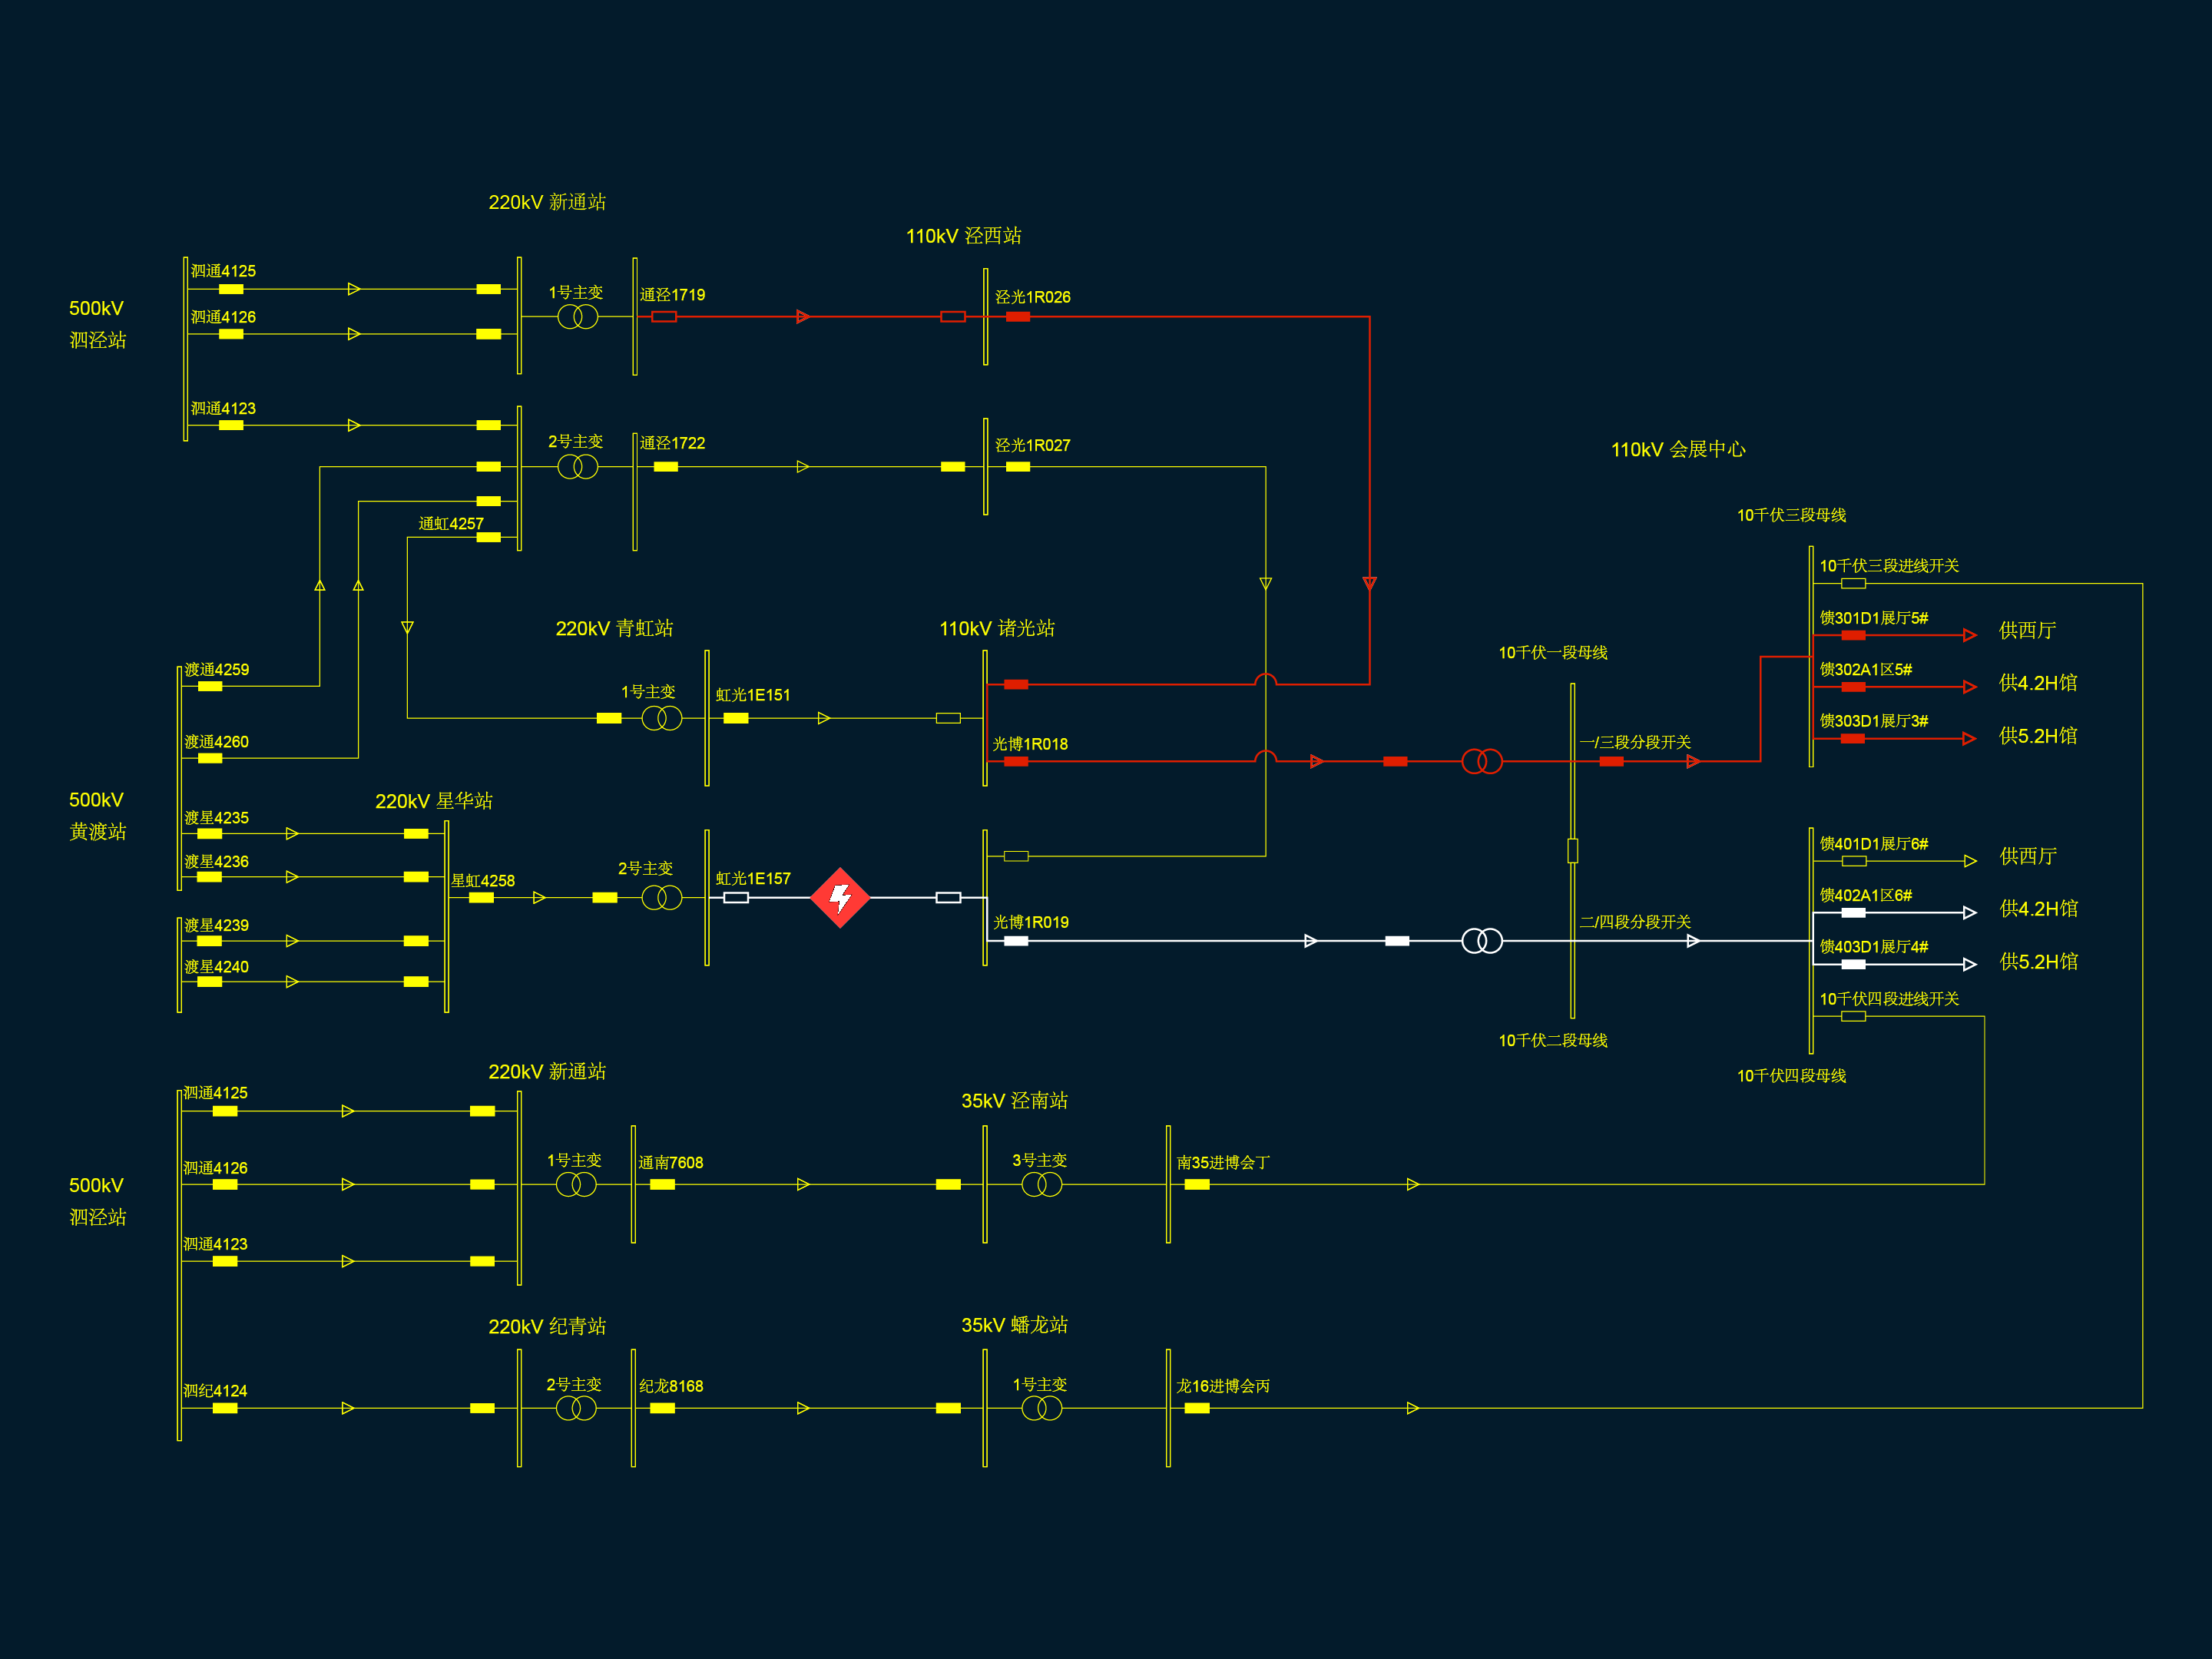 220kV 新通站
110kV 泾西站
泗通4125
1号主变
通泾1719
泾光1R026
500kV
泗泾站
泗通4126
泗通4123
2号主变
通泾1722
泾光1R027
110kV 会展中心
10千伏三段母线
通虹4257
10千伏三段进线开关
馈301D1展厅5#
供西厅
220kV 青虹站
110kV 诸光站
10千伏一段母线
渡通4259
馈302A1区5#
供4.2H馆
1号主变
虹光1E151
馈303D1展厅3#
供5.2H馆
渡通4260
光博1R018
一/三段分段开关
500kV
黄渡站
220kV 星华站
渡星4235
馈401D1展厅6#
供西厅
渡星4236
星虹4258
2号主变
虹光1E157
馈402A1区6#
供4.2H馆
渡星4239
光博1R019
二/四段分段开关
馈403D1展厅4#
供5.2H馆
渡星4240
10千伏四段进线开关
10千伏二段母线
10千伏四段母线
220kV 新通站
泗通4125
35kV 泾南站
500kV
泗泾站
泗通4126
1号主变
通南7608
3号主变
南35进博会丁
泗通4123
220kV 纪青站
35kV 蟠龙站
泗纪4124
2号主变
纪龙8168
1号主变
龙16进博会丙